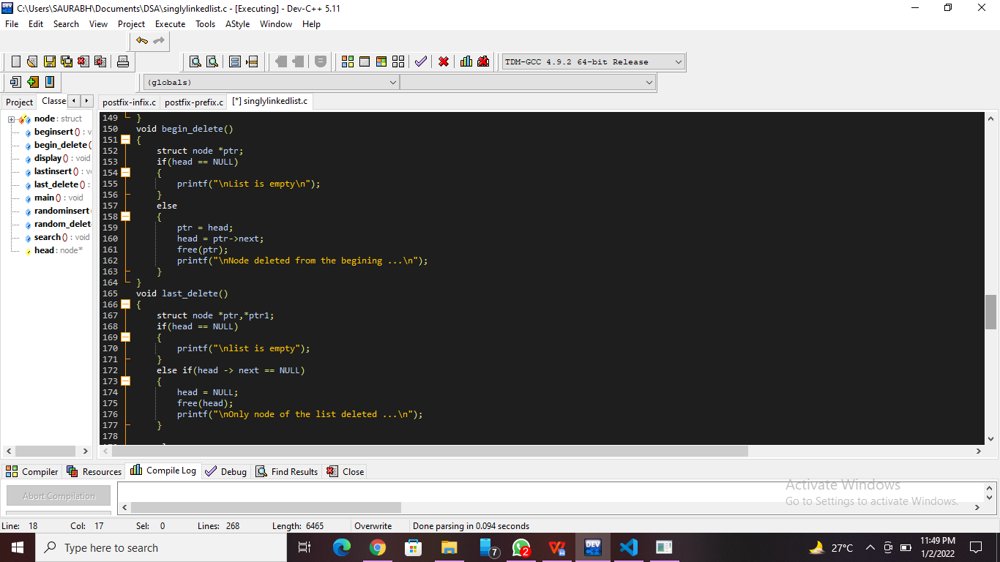 C:\Users\SAURABH\Documents\DSA\singlylinkedlist.c - [Executing] - Dev-C++ 5.11
File Edit Search View Project Execute Tools AStyle Window Help
TDM-GCC 4.9.2 64-bit Release
(globals)
Project Classe postfix-infix.c postfix-prefix.c [*] singlylinkedlist.c
node : struct
beginsert () : v
begin_delete (
display () : void
lastinsert () : v
last_delete () :
main () : void
randominsert
random_delet
search () : void
head : node*
149 }
150 void begin_delete()
151 {
152 struct node *ptr;
153 if(head == NULL)
154 {
155 printf("\nList is empty\n");
156 }
157 else
158 {
159 ptr = head;
160 head = ptr->next;
161 free(ptr);
162 printf("\nNode deleted from the begining ...\n");
163 }
164 }
165 void last_delete()
166 {
167 struct node *ptr,*ptr1;
168 if(head == NULL)
169 {
170 printf("\nlist is empty");
171 }
172 else if(head -> next == NULL)
173 {
174 head = NULL;
175 free(head);
176 printf("\nOnly node of the list deleted ...\n");
177 }
178
Compiler Resources Compile Log Debug Find Results Close
Abort Compilation
Activate Windows
Go to Settings to activate Windows.
Line: 18 Col: 17 Sel: 0 Lines: 268 Length: 6465 Overwrite Done parsing in 0.094 seconds
Type here to search
7
2
DEV
27°C
11:49 PM
1/2/2022